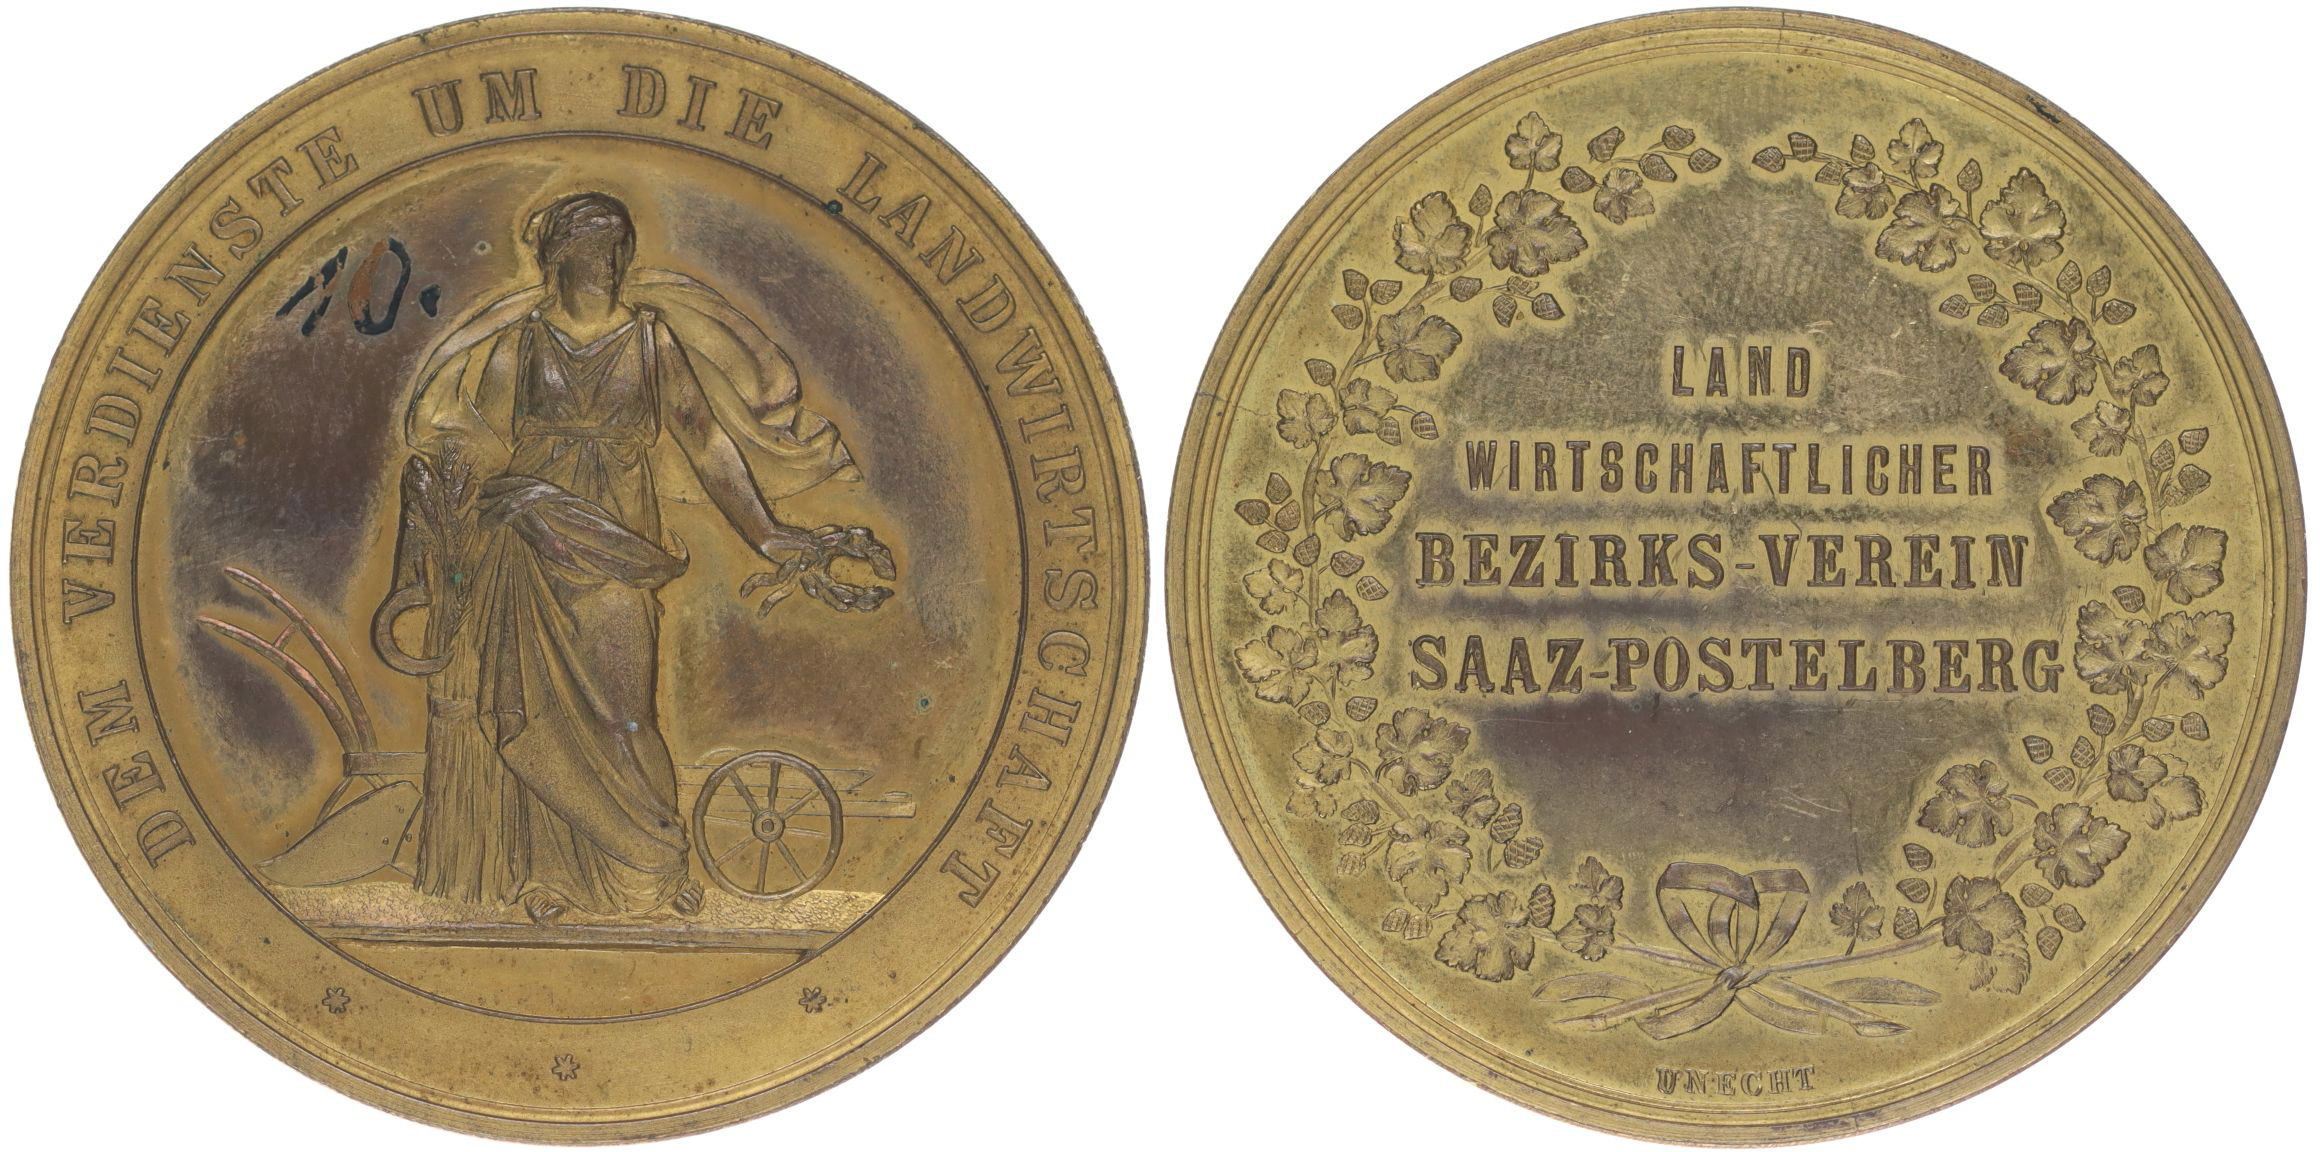 DEM VERDIENSTE UM DIE LANDWIRTSCHAFT
10.
LAND
WIRTSCHAFTLICHER
BEZIRKS-VEREIN
SAAZ-POSTELBERG
UNECHT